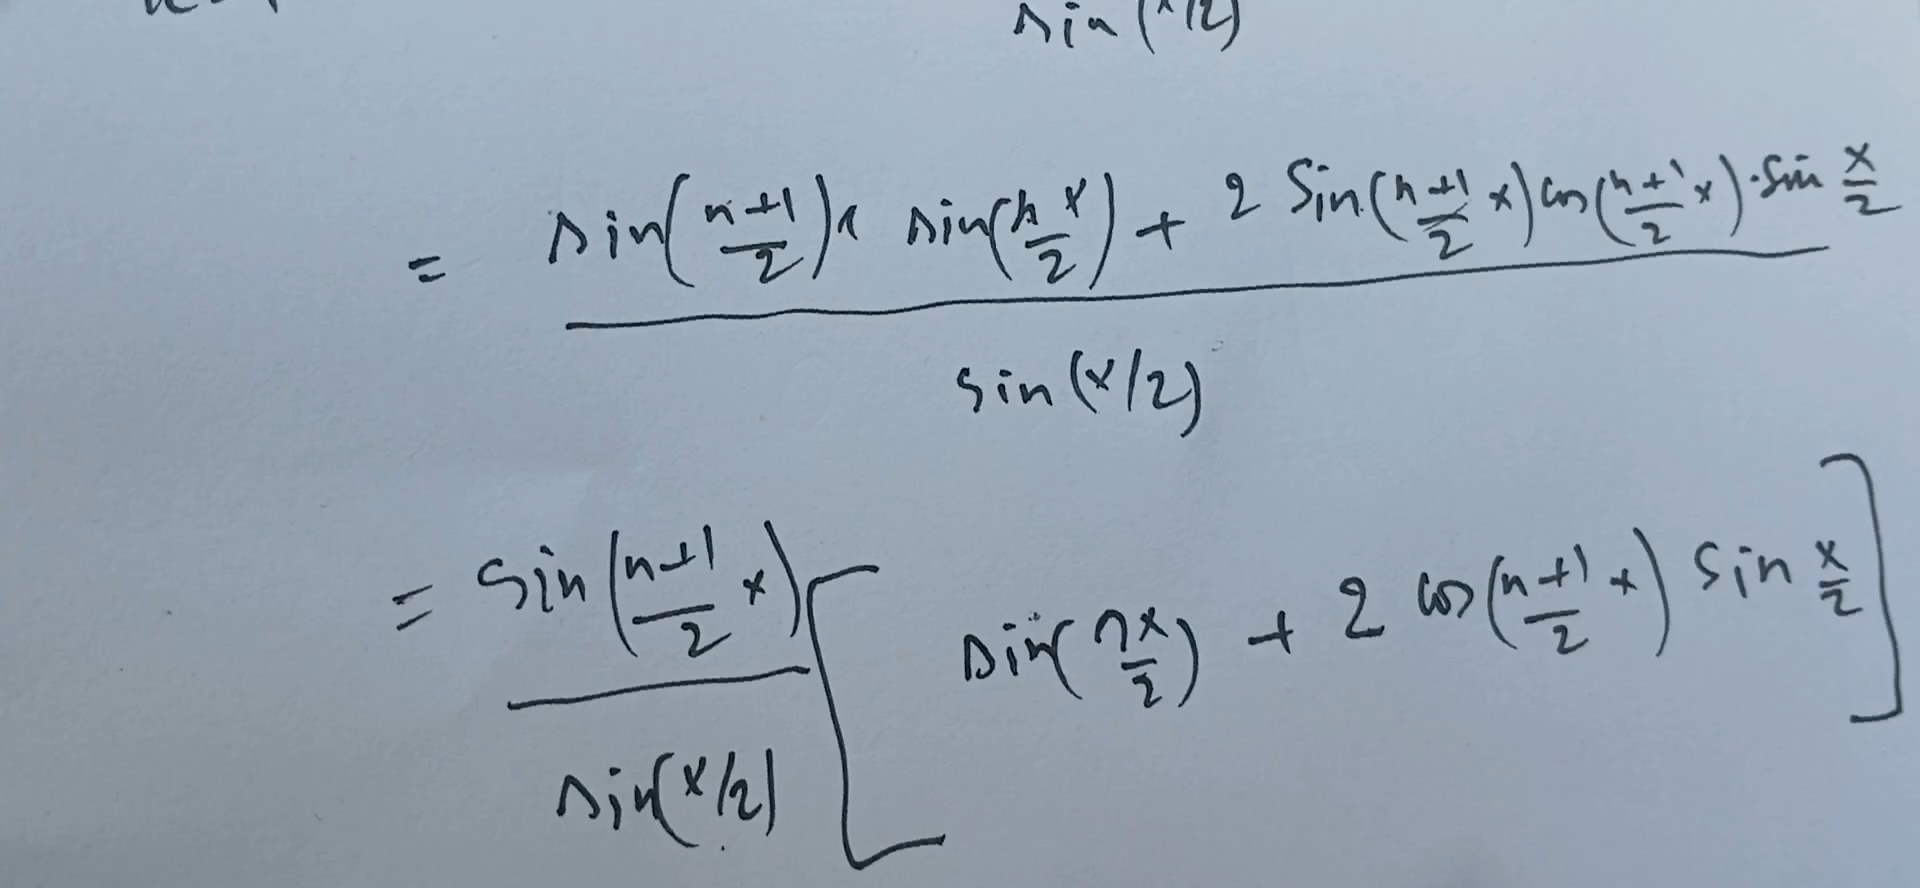 sin (x/2)
= sin((n+1)/2)x sin(n x/2) + 2 Sin((n+1)/2 x) cos((n+1)/2 x) · Sin x/2
sin (x/2)
= Sin ((n+1)/2 x) [ sin(nx/2) + 2 cos((n+1)/2 x) Sin x/2 ]
sin(x/2)